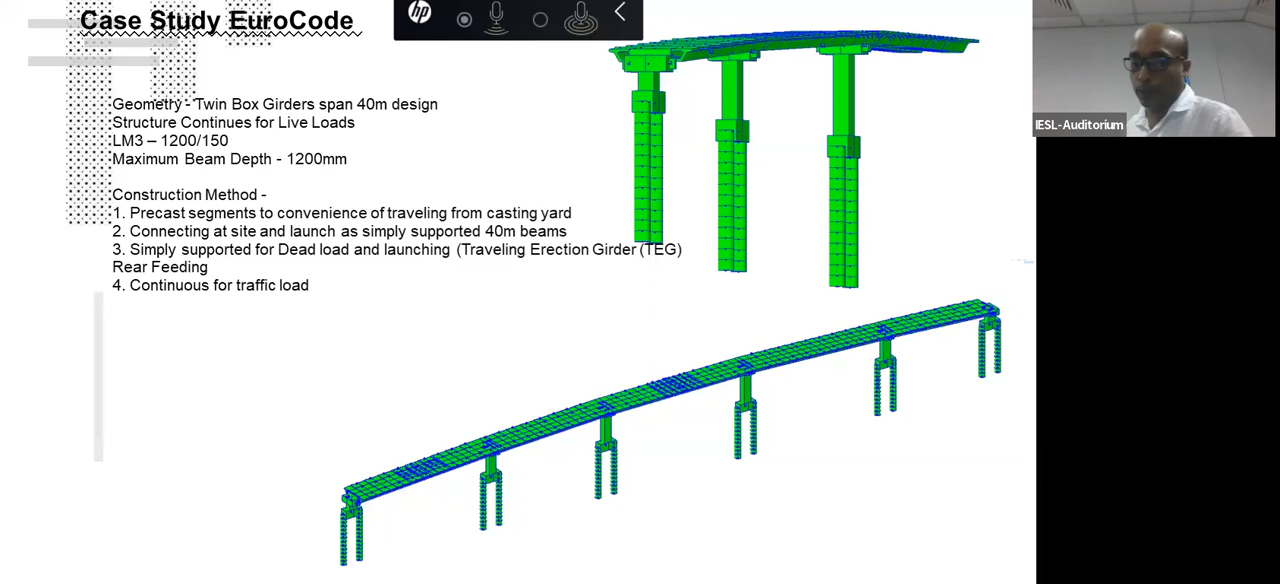 Case Study EuroCode
hp
Geometry - Twin Box Girders span 40m design
Structure Continues for Live Loads
LM3 – 1200/150
Maximum Beam Depth - 1200mm
Construction Method -
1. Precast segments to convenience of traveling from casting yard
2. Connecting at site and launch as simply supported 40m beams
3. Simply supported for Dead load and launching (Traveling Erection Girder (TEG)
Rear Feeding
4. Continuous for traffic load
IESL-Auditorium